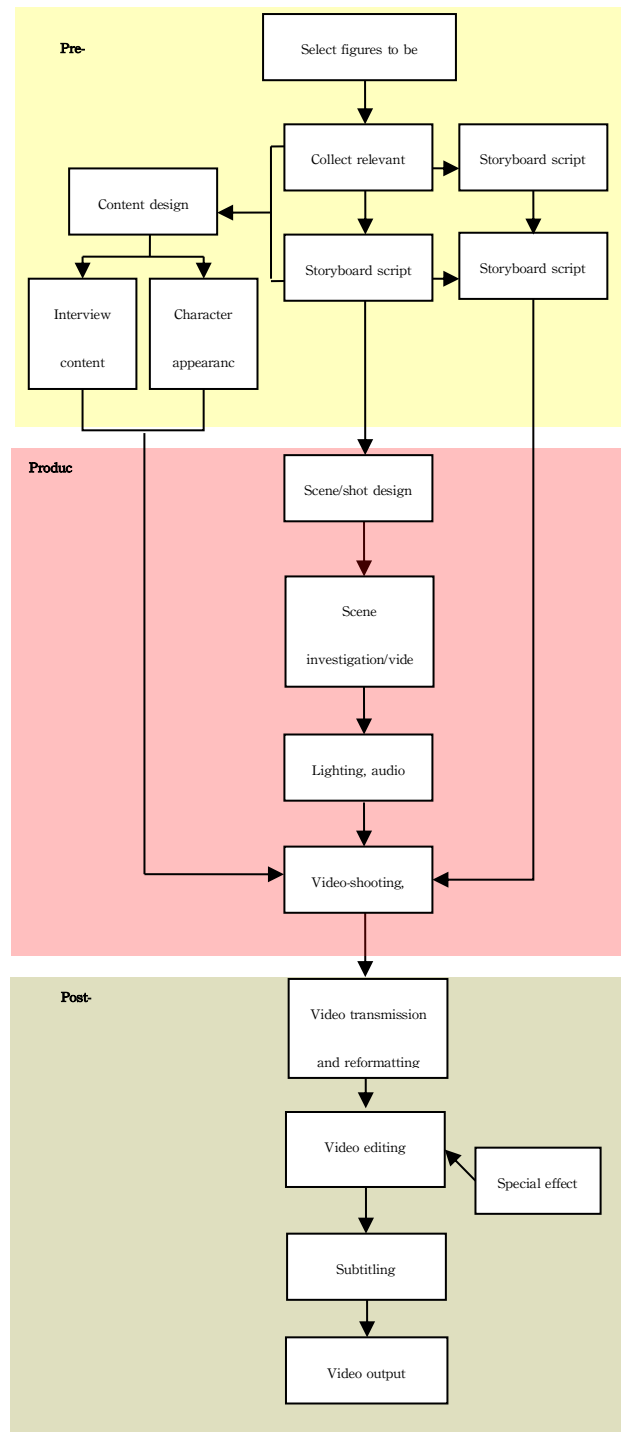 Pre-
Select figures to be
Collect relevant
Storyboard script
Content design
Storyboard script
Storyboard script
Interview
content
Character
appearanc
Produc
Scene/shot design
Scene
investigation/vide
Lighting, audio
Video-shooting,
Post-
Video transmission
and reformatting
Video editing
Special effect
Subtitling
Video output